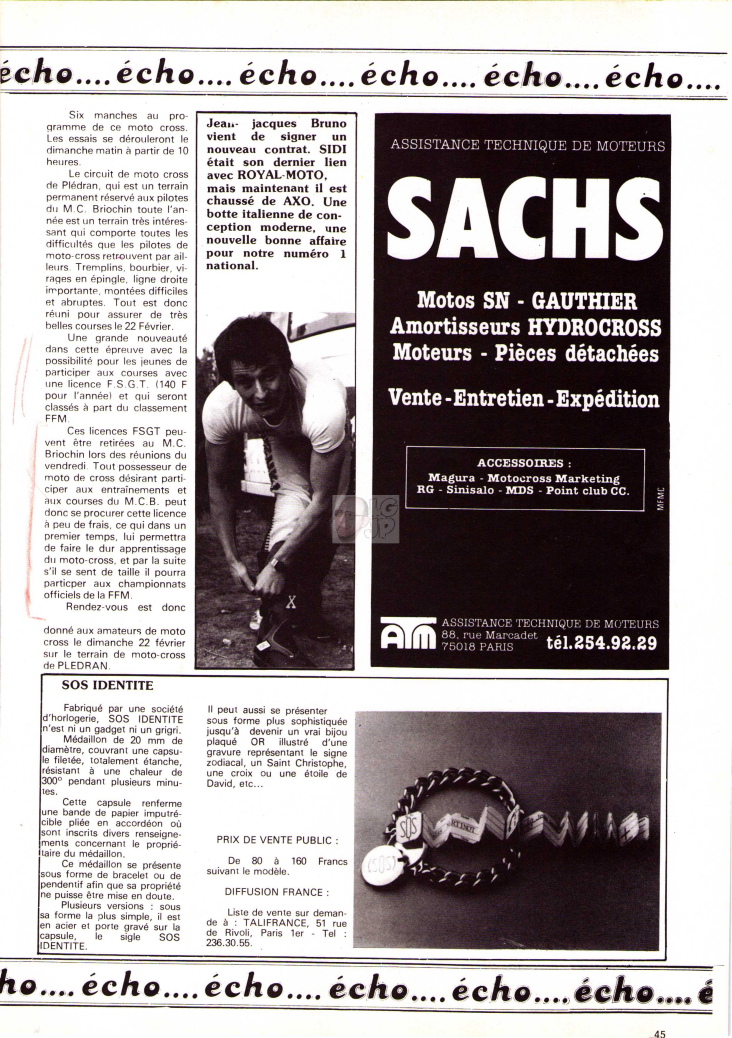 écho.... écho.... écho.... écho.... écho.... écho....
Six manches au pro-
gramme de ce moto cross.
Les essais se dérouleront le
dimanche matin à partir de 10
heures.
Le circuit de moto cross
de Plédran, qui est un terrain
permanent réservé aux pilotes
du M.C. Briochin toute l'an-
née est un terrain très intéres-
sant qui comporte toutes les
difficultés que les pilotes de
moto-cross retrouvent par ail-
leurs. Tremplins, bourbier, vi-
rages en épingle, ligne droite
importante, montées difficiles
et abruptes. Tout est donc
réuni pour assurer de très
belles courses le 22 Février.
Une grande nouveauté
dans cette épreuve avec la
possibilité pour les jeunes de
participer aux courses avec
une licence F.S.G.T. (140 F
pour l'année) et qui seront
classés à part du classement
FFM.
Ces licences FSGT peu-
vent être retirées au M.C.
Briochin lors des réunions du
vendredi. Tout possesseur de
moto de cross désirant parti-
ciper aux entraînements et
aux courses du M.C.B. peut
donc se procurer cette licence
à peu de frais, ce qui dans un
premier temps, lui permettra
de faire le dur apprentissage
du moto-cross, et par la suite
s'il se sent de taille il pourra
particper aux championnats
officiels de la FFM.
Rendez-vous est donc
donné aux amateurs de moto
cross le dimanche 22 février
sur le terrain de moto-cross
de PLEDRAN.
Jean- jacques Bruno
vient de signer un
nouveau contrat. SIDI
était son dernier lien
avec ROYAL-MOTO,
mais maintenant il est
chaussé de AXO. Une
botte italienne de con-
ception moderne, une
nouvelle bonne affaire
pour notre numéro 1
national.
X
ASSISTANCE TECHNIQUE DE MOTEURS
SACHS
Motos SN - GAUTHIER
Amortisseurs HYDROCROSS
Moteurs - Pièces détachées
Vente - Entretien - Expédition
ACCESSOIRES :
Magura - Motocross Marketing
RG - Sinisalo - MDS - Point club CC.
MFMC
ATM
ASSISTANCE TECHNIQUE DE MOTEURS
88, rue Marcadet
75018 PARIS
tél.254.92.29
SOS IDENTITE
Fabriqué par une société
d'horlogerie, SOS IDENTITE
n'est ni un gadget ni un grigri.
Médaillon de 20 mm de
diamètre, couvrant une capsu-
le filetée, totalement étanche,
résistant à une chaleur de
300° pendant plusieurs minu-
tes.
Cette capsule renferme
une bande de papier imputré-
cible pliée en accordéon où
sont inscrits divers renseigne-
ments concernant le proprié-
taire du médaillon.
Ce médaillon se présente
sous forme de bracelet ou de
pendentif afin que sa propriété
ne puisse être mise en doute.
Plusieurs versions : sous
sa forme la plus simple, il est
en acier et porte gravé sur la
capsule, le sigle SOS
IDENTITE.
Il peut aussi se présenter
sous forme plus sophistiquée
jusqu'à devenir un vrai bijou
plaqué OR illustré d'une
gravure représentant le signe
zodiacal, un Saint Christophe,
une croix ou une étoile de
David, etc...
PRIX DE VENTE PUBLIC :
De 80 à 160 Francs
suivant le modèle.
DIFFUSION FRANCE :
Liste de vente sur deman-
de à : TALIFRANCE, 51 rue
de Rivoli, Paris 1er - Tel :
236.30.55.
SOS
SOS
ho.... écho.... écho.... écho.... écho.... écho.... é
45